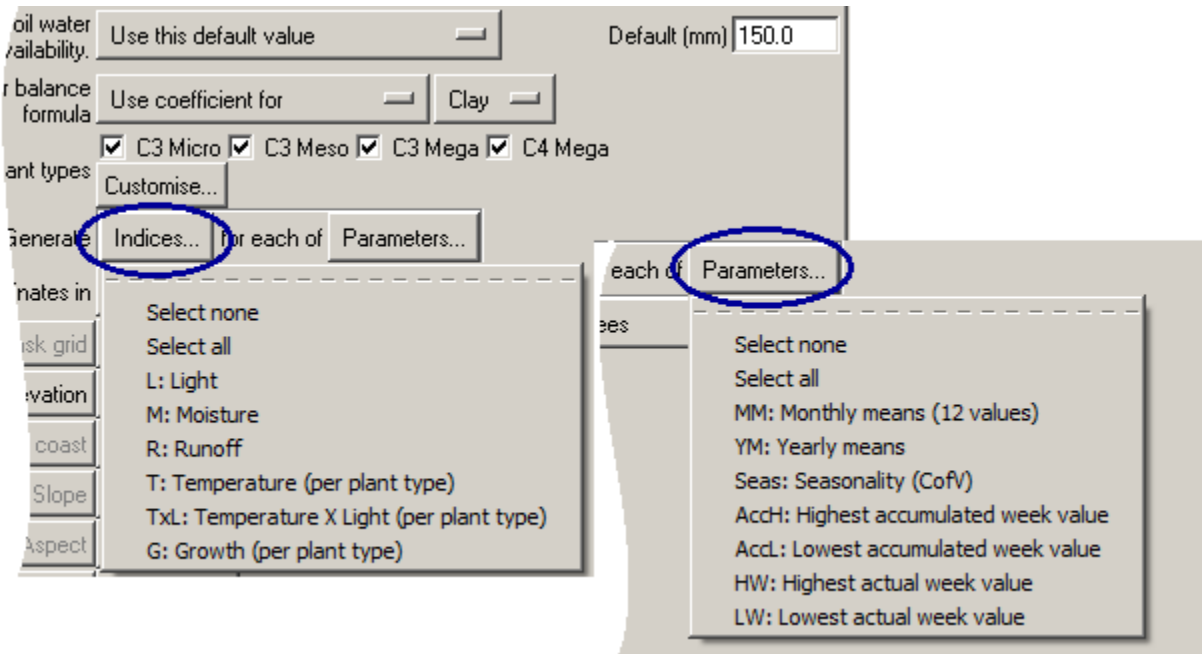 oil water
vailability.
Use this default value
Default (mm) 150.0
r balance
formula
Use coefficient for
Clay
C3 Micro C3 Meso C3 Mega C4 Mega
ant types
Customise...
Generate Indices... for each of Parameters...
nates in
Select none
Select all
L: Light
M: Moisture
R: Runoff
T: Temperature (per plant type)
TxL: Temperature X Light (per plant type)
G: Growth (per plant type)
sk grid
vation
coast
Slope
Aspect
each of Parameters...
ees
Select none
Select all
MM: Monthly means (12 values)
YM: Yearly means
Seas: Seasonality (CofV)
AccH: Highest accumulated week value
AccL: Lowest accumulated week value
HW: Highest actual week value
LW: Lowest actual week value